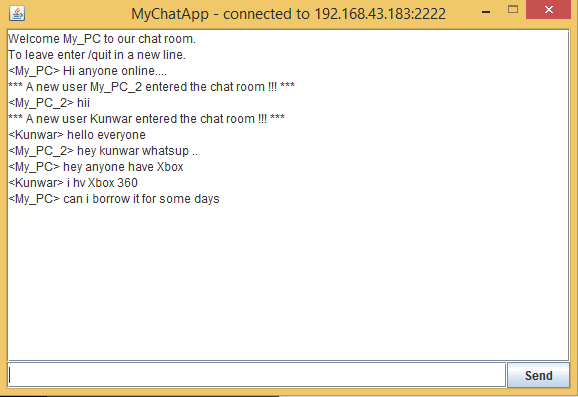 MyChatApp - connected to 192.168.43.183:2222
Welcome My_PC to our chat room.
To leave enter /quit in a new line.
<My_PC> Hi anyone online....
*** A new user My_PC_2 entered the chat room !!! ***
<My_PC_2> hii
*** A new user Kunwar entered the chat room !!! ***
<Kunwar> hello everyone
<My_PC_2> hey kunwar whatsup ..
<My_PC> hey anyone have Xbox
<Kunwar> i hv Xbox 360
<My_PC> can i borrow it for some days
Send